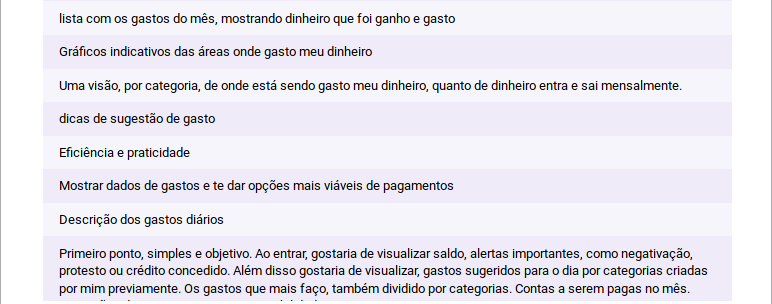 lista com os gastos do mês, mostrando dinheiro que foi ganho e gasto
Gráficos indicativos das áreas onde gasto meu dinheiro
Uma visão, por categoria, de onde está sendo gasto meu dinheiro, quanto de dinheiro entra e sai mensalmente.
dicas de sugestão de gasto
Eficiência e praticidade
Mostrar dados de gastos e te dar opções mais viáveis de pagamentos
Descrição dos gastos diários
Primeiro ponto, simples e objetivo. Ao entrar, gostaria de visualizar saldo, alertas importantes, como negativação,
protesto ou crédito concedido. Além disso gostaria de visualizar, gastos sugeridos para o dia por categorias criadas
por mim previamente. Os gastos que mais faço, também dividido por categorias. Contas a serem pagas no mês.